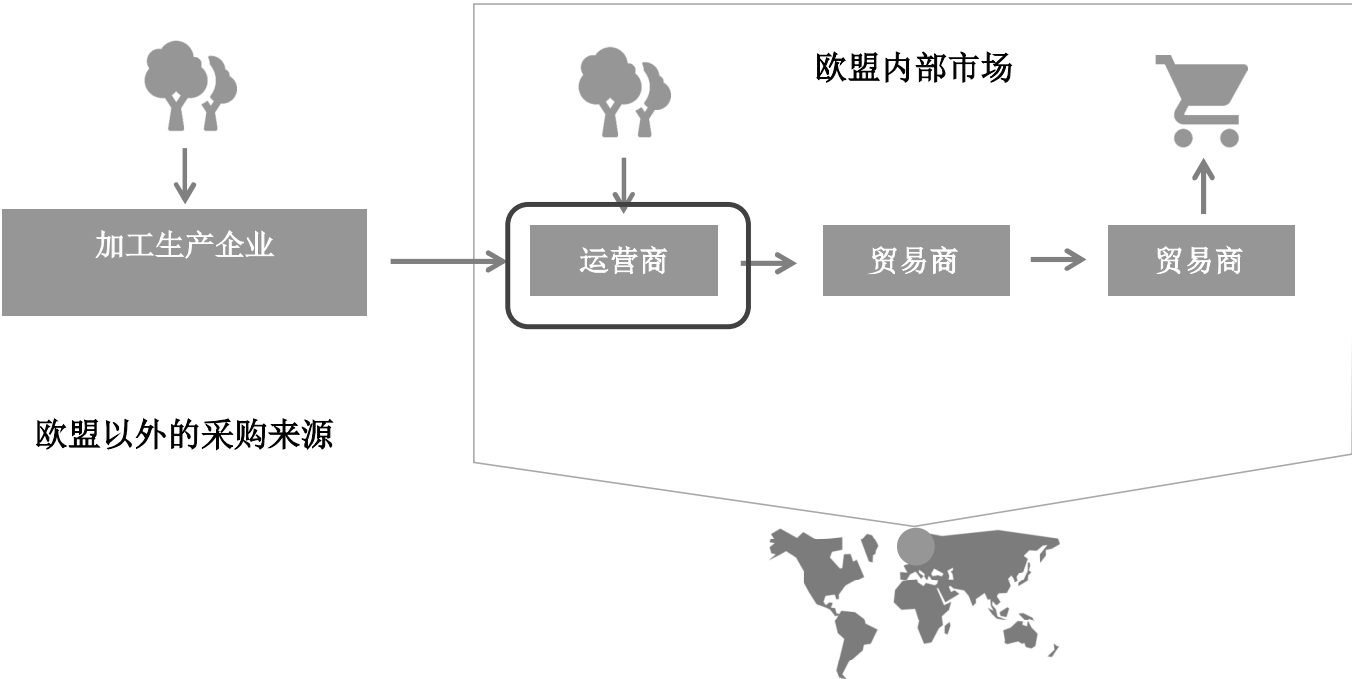 欧盟内部市场
加工生产企业
运营商
贸易商
贸易商
欧盟以外的采购来源